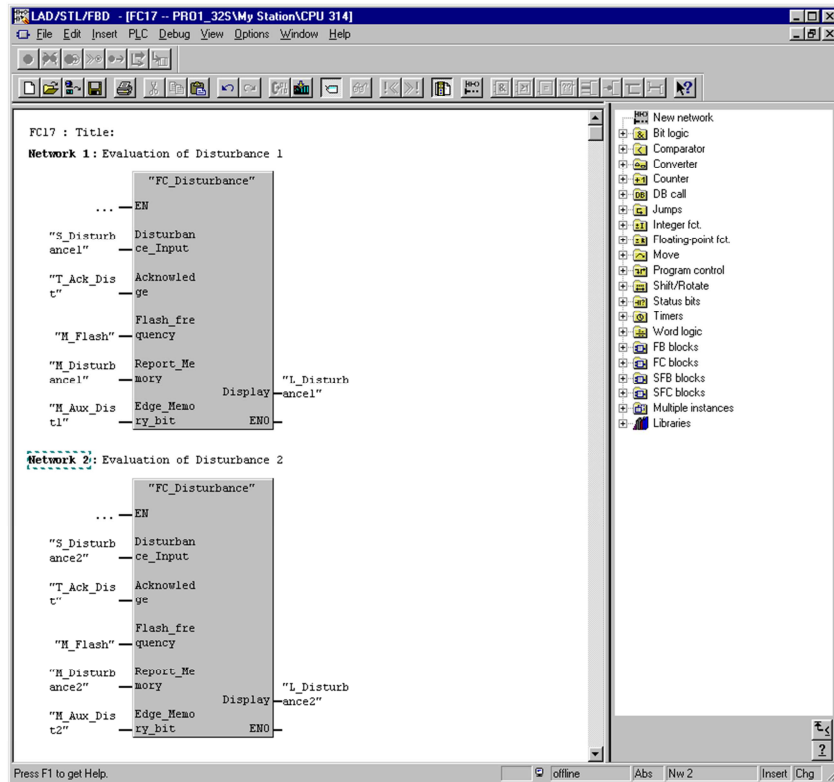 LAD/STL/FBD - [FC17 -- PRO1_32S\My Station\CPU 314]
File Edit Insert PLC Debug View Options Window Help
FC17 : Title:
Network 1: Evaluation of Disturbance 1
"FC_Disturbance"
... EN
"S_Disturb Disturban
ance1" ce_Input
"T_Ack_Dis Acknowled
t" ge
Flash_fre
"M_Flash" quency
"M_Disturb Report_Me
ance1" mory "L_Disturb
Display ance1"
"M_Aux_Dis Edge_Memo
t1" ry_bit ENO
Network 2: Evaluation of Disturbance 2
"FC_Disturbance"
... EN
"S_Disturb Disturban
ance2" ce_Input
"T_Ack_Dis Acknowled
t" ge
Flash_fre
"M_Flash" quency
"M_Disturb Report_Me
ance2" mory "L_Disturb
Display ance2"
"M_Aux_Dis Edge_Memo
t2" ry_bit ENO
New network
Bit logic
Comparator
Converter
Counter
DB call
Jumps
Integer fct.
Floating-point fct.
Move
Program control
Shift/Rotate
Status bits
Timers
Word logic
FB blocks
FC blocks
SFB blocks
SFC blocks
Multiple instances
Libraries
Press F1 to get Help. offline Abs Nw 2 Insert Chg